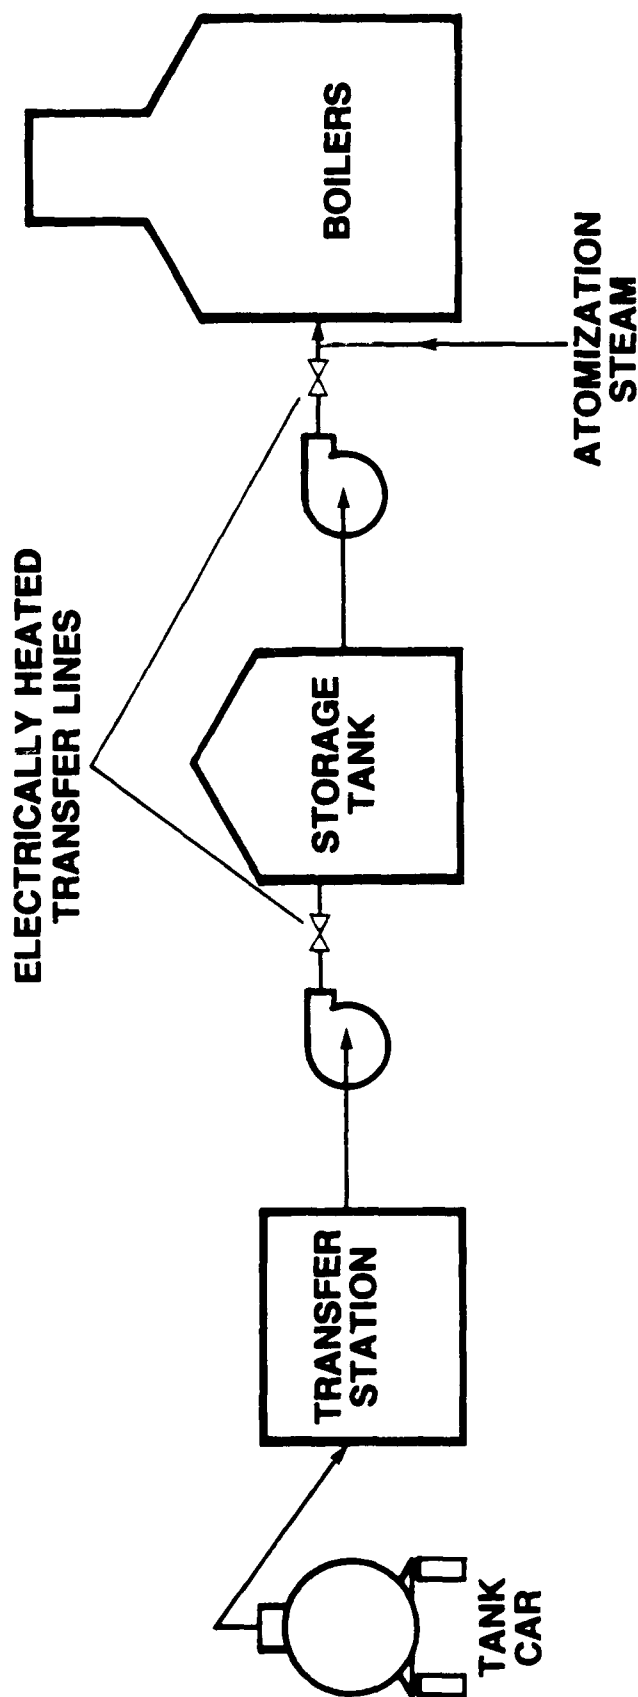 ELECTRICALLY HEATED
TRANSFER LINES
TANK
CAR
TRANSFER
STATION
STORAGE
TANK
BOILERS
ATOMIZATION
STEAM